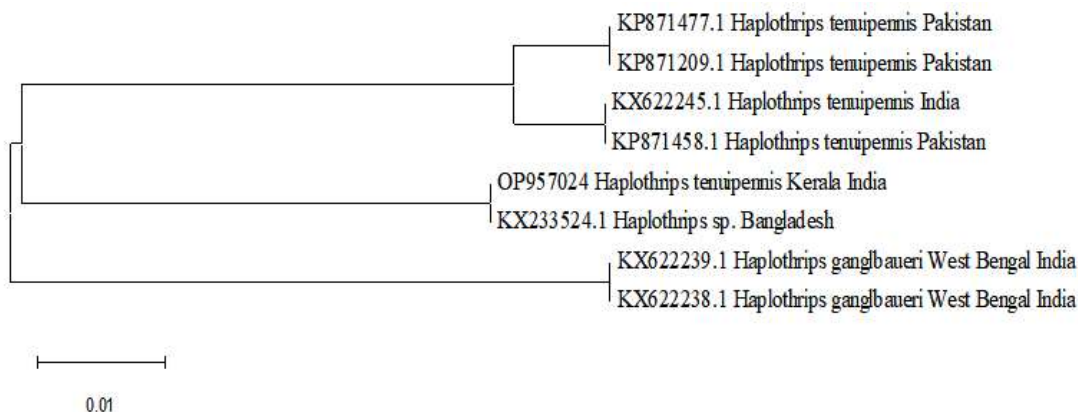 KP871477.1 Haplothrips tenuipennis Pakistan
KP871209.1 Haplothrips tenuipennis Pakistan
KX622245.1 Haplothrips tenuipennis India
KP871458.1 Haplothrips tenuipennis Pakistan
OP957024 Haplothrips tenuipennis Kerala India
KX233524.1 Haplothrips sp. Bangladesh
KX622239.1 Haplothrips ganglbaueri West Bengal India
KX622238.1 Haplothrips ganglbaueri West Bengal India
0.01